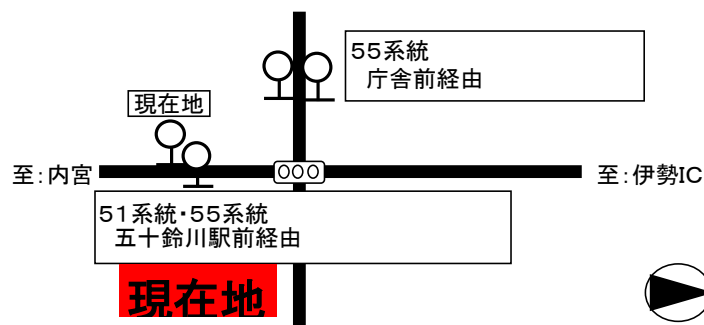 55系統
庁舎前経由
現在地
至：内宮
至：伊勢IC
51系統・55系統
五十鈴川駅前経由
現在地